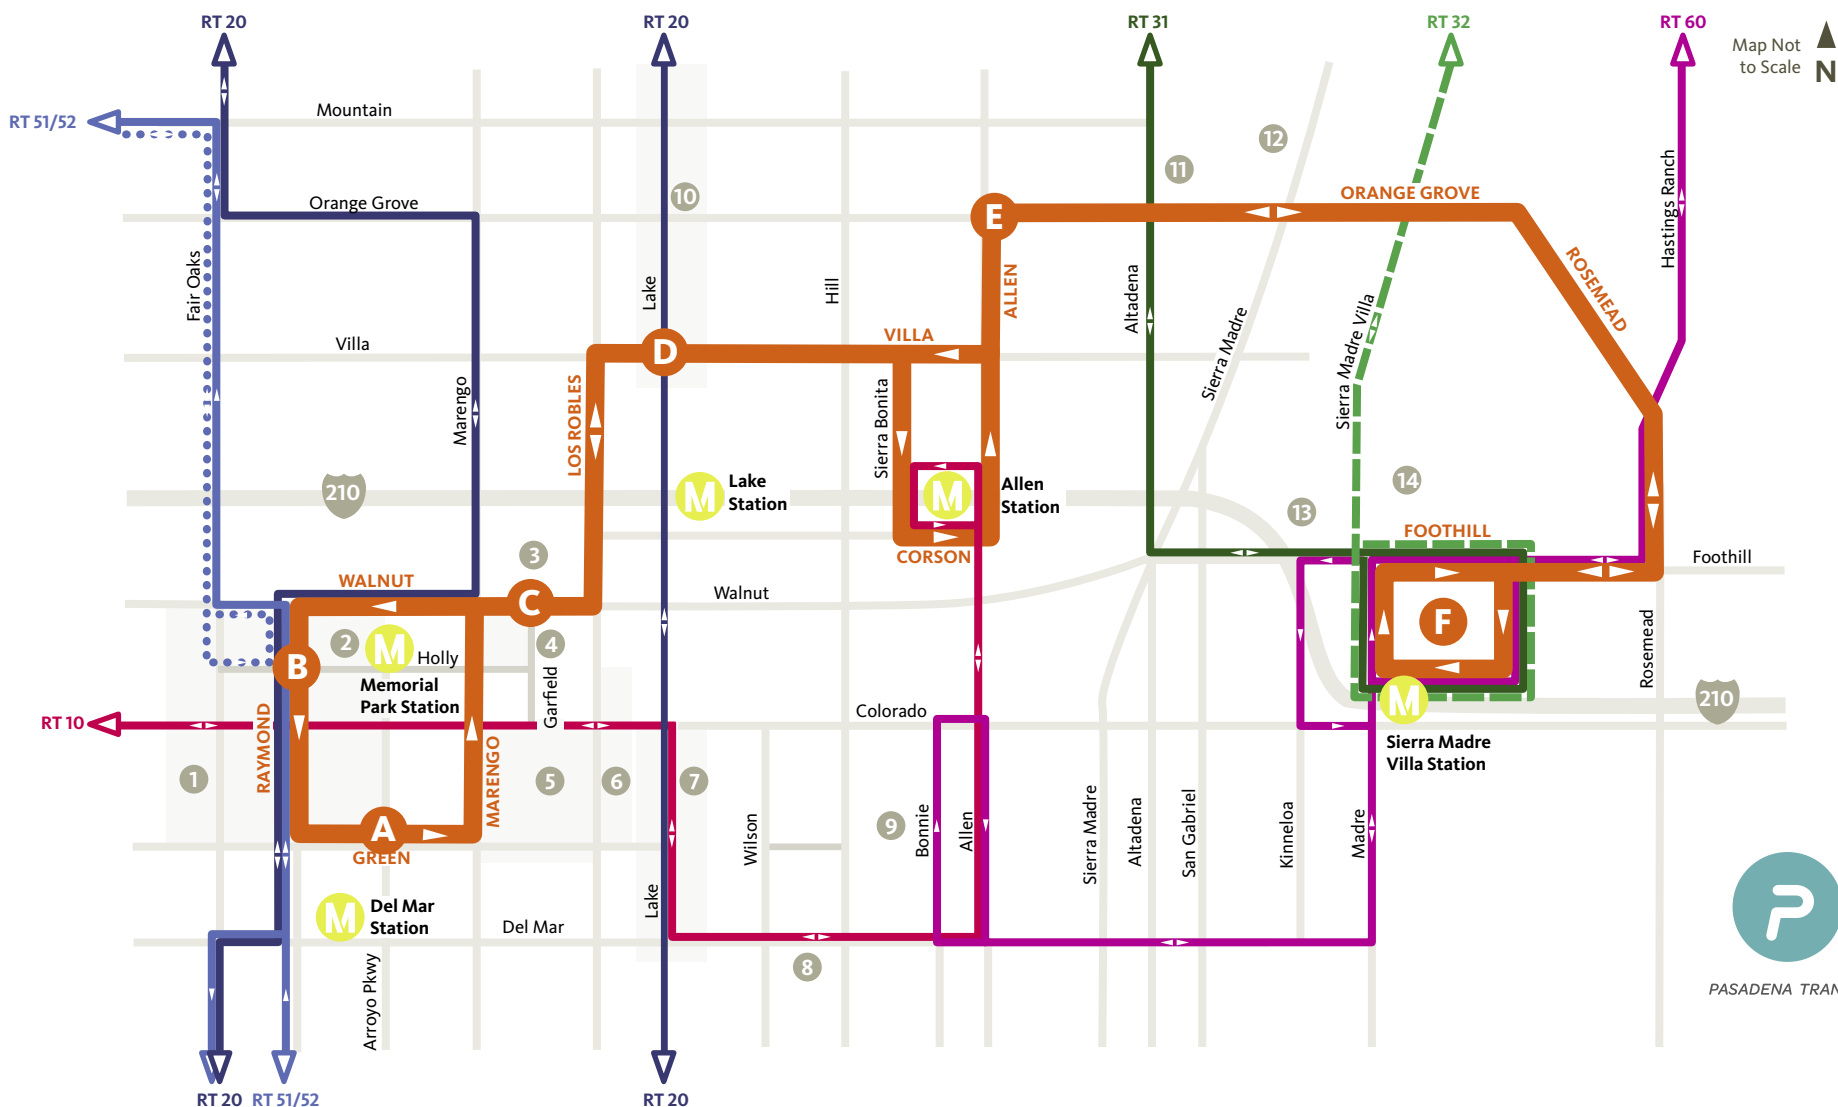 RT 20
RT 20
RT 31
RT 32
RT 60
Map Not
to Scale
N
RT 51/52
Mountain
12
11
Hastings Ranch
10
Orange Grove
ORANGE GROVE
E
Fair Oaks
Lake
Hill
ALLEN
Altadena
ROSEMEAD
Villa
D
VILLA
Sierra Madre
Sierra Madre Villa
Marengo
LOS ROBLES
Sierra Bonita
210
M
Lake
Station
M
Allen
Station
14
13
FOOTHILL
3
CORSON
Foothill
WALNUT
C
Walnut
F
2
M
4
Holly
B
Memorial
Park Station
Garfield
Rosemead
M
210
RT 10
RAYMOND
Colorado
Sierra Madre
Villa Station
1
MARENGO
5
6
7
A
GREEN
Wilson
9
Bonnie
Allen
Sierra Madre
Altadena
San Gabriel
Kinneloa
Madre
M
Del Mar
Station
Lake
Del Mar
8
Arroyo Pkwy
P
PASADENA TRAN
RT 20
RT 51/52
RT 20